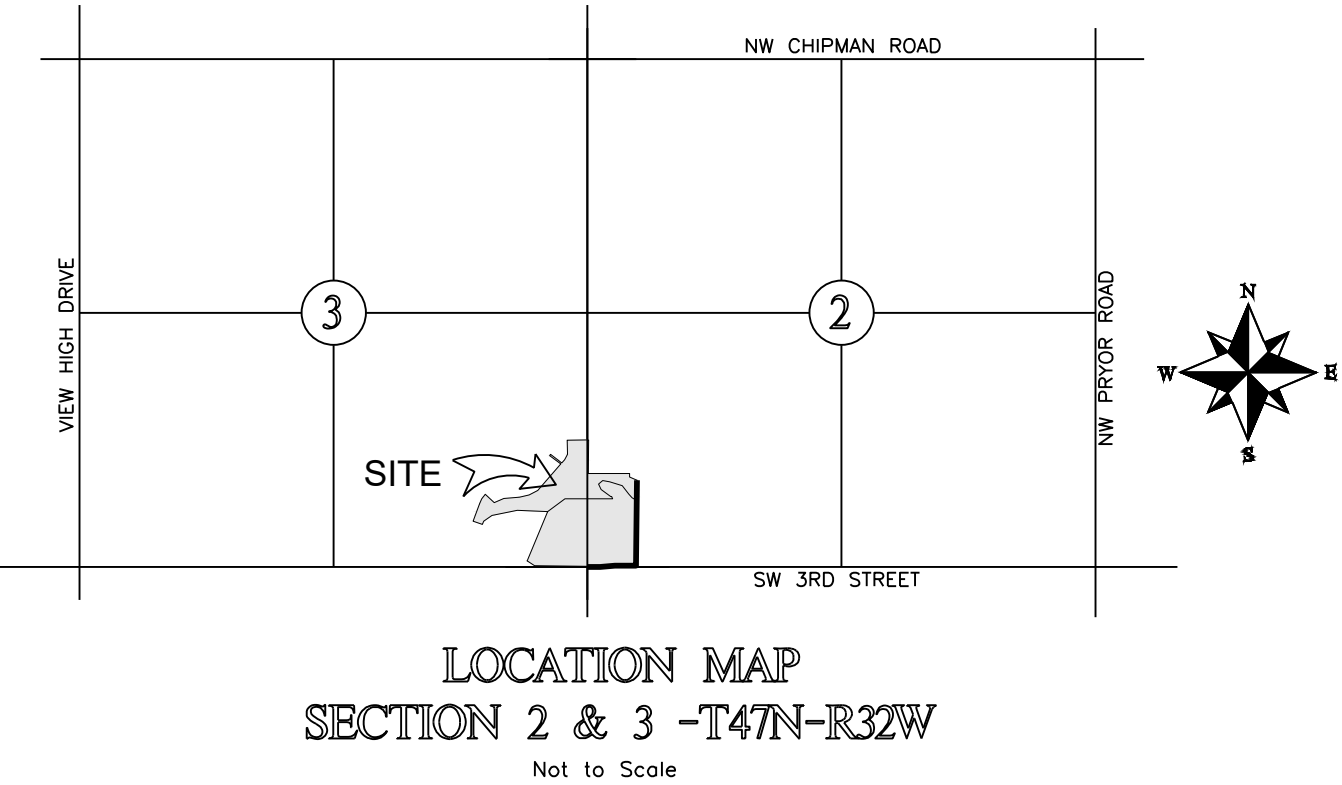 NW CHIPMAN ROAD
VIEW HIGH DRIVE
3
2
NW PRYOR ROAD
N
W
E
S
SITE
SW 3RD STREET
LOCATION MAP
SECTION 2 & 3 -T47N-R32W
Not to Scale